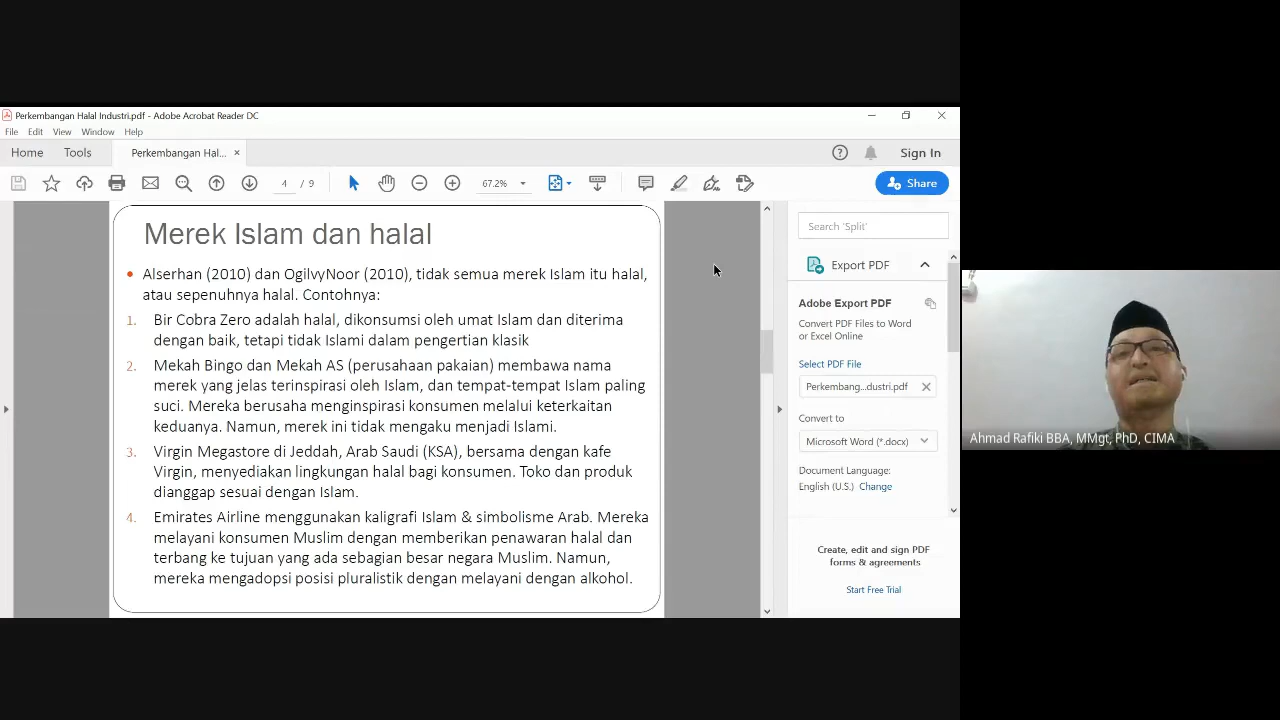 Perkembangan Halal Industri.pdf - Adobe Acrobat Reader DC
File Edit View Window Help
Home Tools Perkembangan Hal... × Sign In
4 / 9 67.2% Share
Merek Islam dan halal
• Alserhan (2010) dan OgilvyNoor (2010), tidak semua merek Islam itu halal,
atau sepenuhnya halal. Contohnya:
1. Bir Cobra Zero adalah halal, dikonsumsi oleh umat Islam dan diterima
dengan baik, tetapi tidak Islami dalam pengertian klasik
2. Mekah Bingo dan Mekah AS (perusahaan pakaian) membawa nama
merek yang jelas terinspirasi oleh Islam, dan tempat-tempat Islam paling
suci. Mereka berusaha menginspirasi konsumen melalui keterkaitan
keduanya. Namun, merek ini tidak mengaku menjadi Islami.
3. Virgin Megastore di Jeddah, Arab Saudi (KSA), bersama dengan kafe
Virgin, menyediakan lingkungan halal bagi konsumen. Toko dan produk
dianggap sesuai dengan Islam.
4. Emirates Airline menggunakan kaligrafi Islam & simbolisme Arab. Mereka
melayani konsumen Muslim dengan memberikan penawaran halal dan
terbang ke tujuan yang ada sebagian besar negara Muslim. Namun,
mereka mengadopsi posisi pluralistik dengan melayani dengan alkohol.
Search 'Split'
Export PDF
Adobe Export PDF
Convert PDF Files to Word
or Excel Online
Select PDF File
Perkembang...dustri.pdf
Convert to
Microsoft Word (*.docx)
Document Language:
English (U.S.) Change
Create, edit and sign PDF
forms & agreements
Start Free Trial
Ahmad Rafiki BBA, MMgt, PhD, CIMA